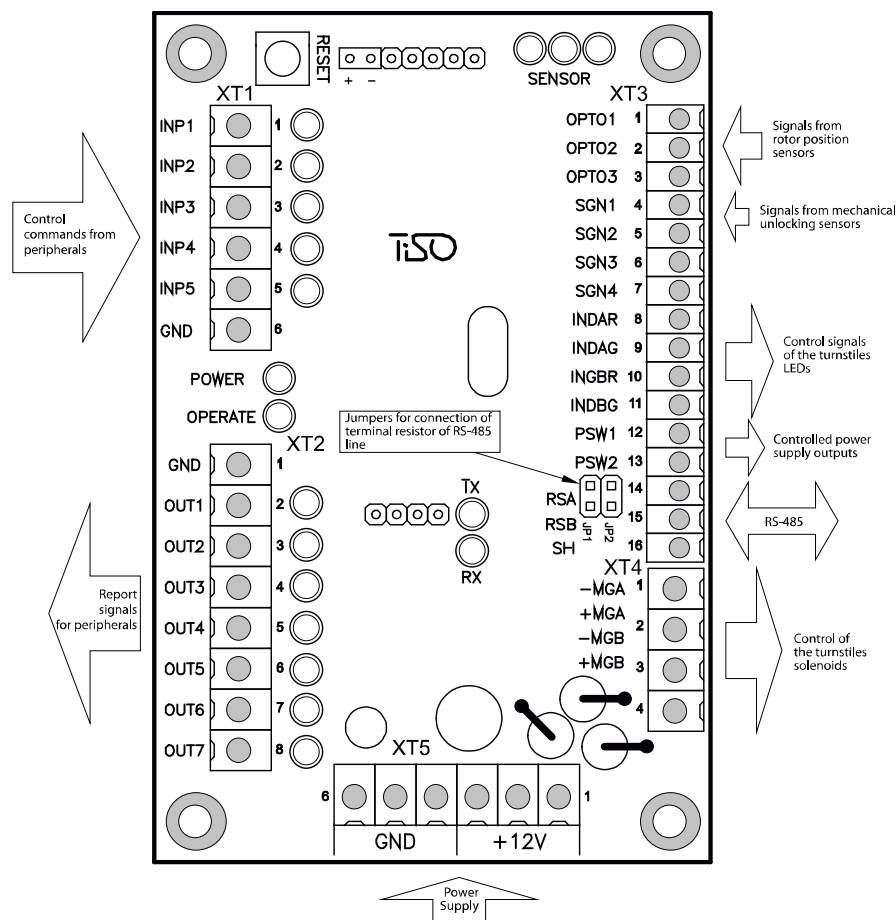 RESET
+ -
SENSOR
XT1
XT3
INP1 1
INP2 2
INP3 3
INP4 4
INP5 5
GND 6
Control
commands from
peripherals
TiSO
OPTO1 1
OPTO2 2
OPTO3 3
SGN1 4
SGN2 5
SGN3 6
SGN4 7
INDAR 8
INDAG 9
INGBR 10
INDBG 11
PSW1 12
PSW2 13
RSA 14
RSB 15
SH 16
JP1
JP2
Signals from
rotor position
sensors
Signals from mechanical
unlocking sensors
Control signals
of the turnstiles
LEDs
Controlled power
supply outputs
RS-485
POWER
OPERATE
Jumpers for connection of
terminal resistor of RS-485
line
XT2
GND 1
OUT1 2
OUT2 3
OUT3 4
OUT4 5
OUT5 6
OUT6 7
OUT7 8
Report
signals
for peripherals
TX
RX
XT4
-MGA 1
+MGA 2
-MGB 3
+MGB 4
Control of
the turnstiles
solenoids
XT5
6 1
GND +12V
Power
Supply